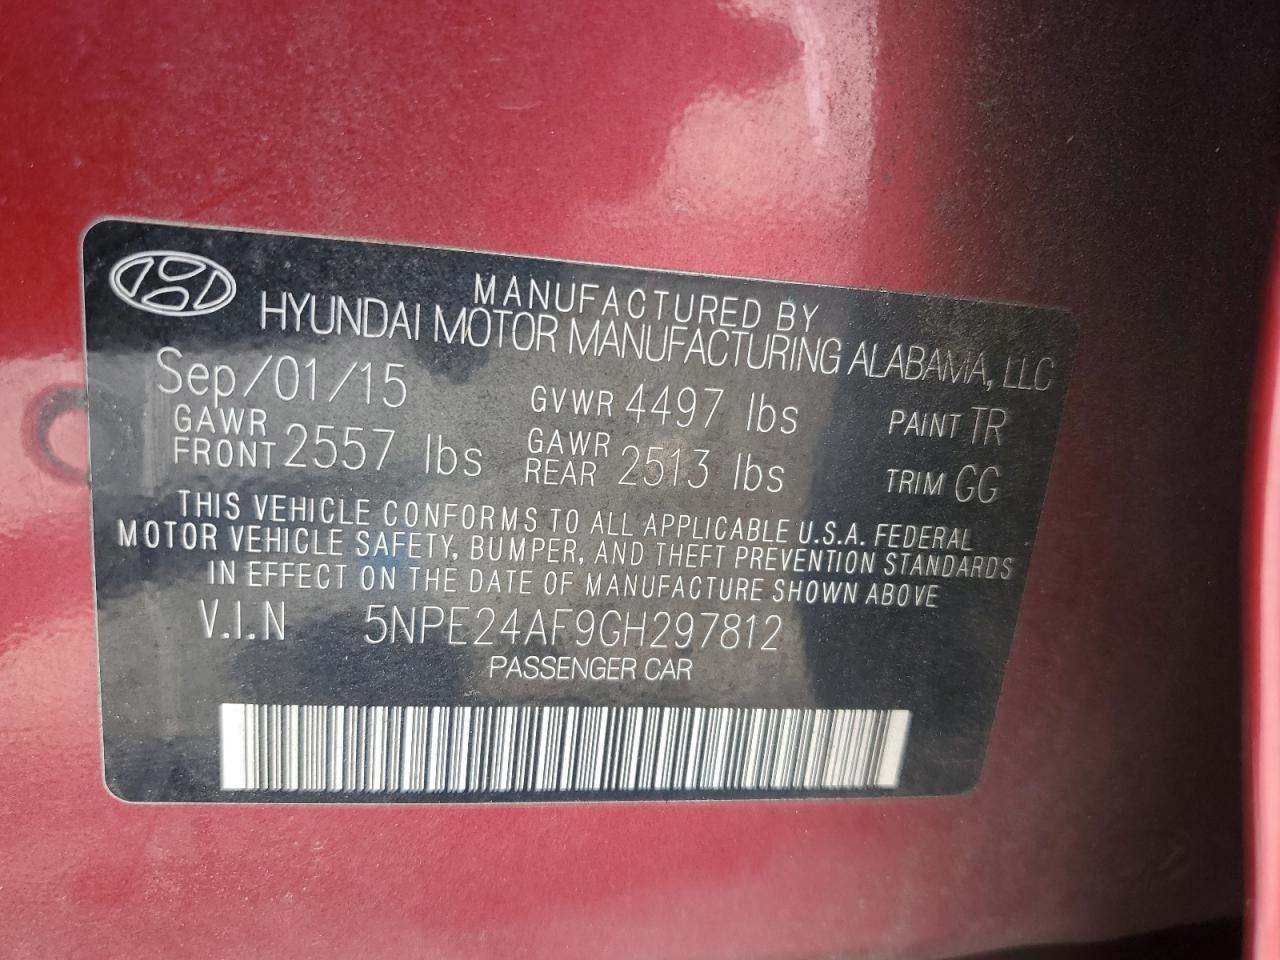 MANUFACTURED BY
HYUNDAI MOTOR MANUFACTURING ALABAMA, LLC
Sep/01/15 GVWR 4497 lbs PAINT TR
GAWR FRONT 2557 lbs GAWR REAR 2513 lbs TRIM GG
THIS VEHICLE CONFORMS TO ALL APPLICABLE U.S.A. FEDERAL
MOTOR VEHICLE SAFETY, BUMPER, AND THEFT PREVENTION STANDARDS
IN EFFECT ON THE DATE OF MANUFACTURE SHOWN ABOVE
V.I.N 5NPE24AF9GH297812
PASSENGER CAR